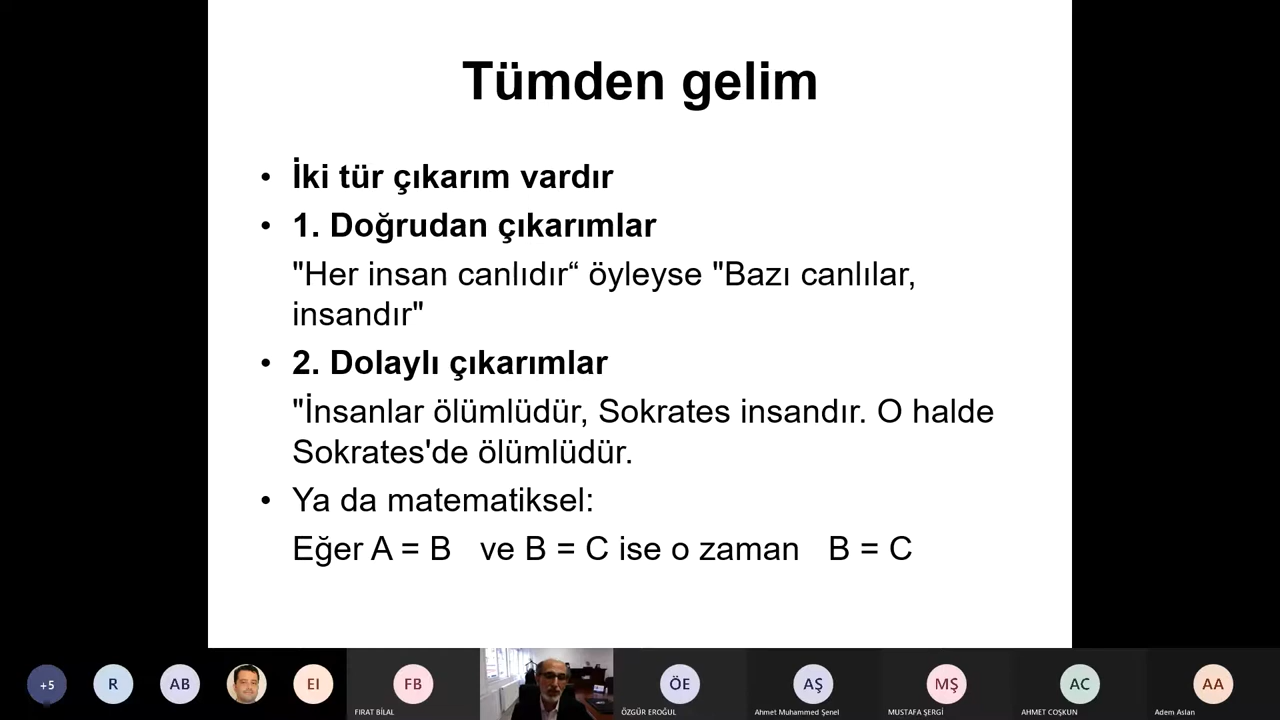 Tümden gelim
• İki tür çıkarım vardır
• 1. Doğrudan çıkarımlar
"Her insan canlıdır“ öyleyse "Bazı canlılar,
insandır"
• 2. Dolaylı çıkarımlar
"İnsanlar ölümlüdür, Sokrates insandır. O halde
Sokrates'de ölümlüdür.
• Ya da matematiksel:
Eğer A = B ve B = C ise o zaman B = C
+5 R AB EI FB ÖE AŞ MŞ AC AA
FIRAT BİLAL ÖZGÜR EROĞUL Ahmet Muhammed Şenel MUSTAFA ŞERGİ AHMET COŞKUN Adem Aslan